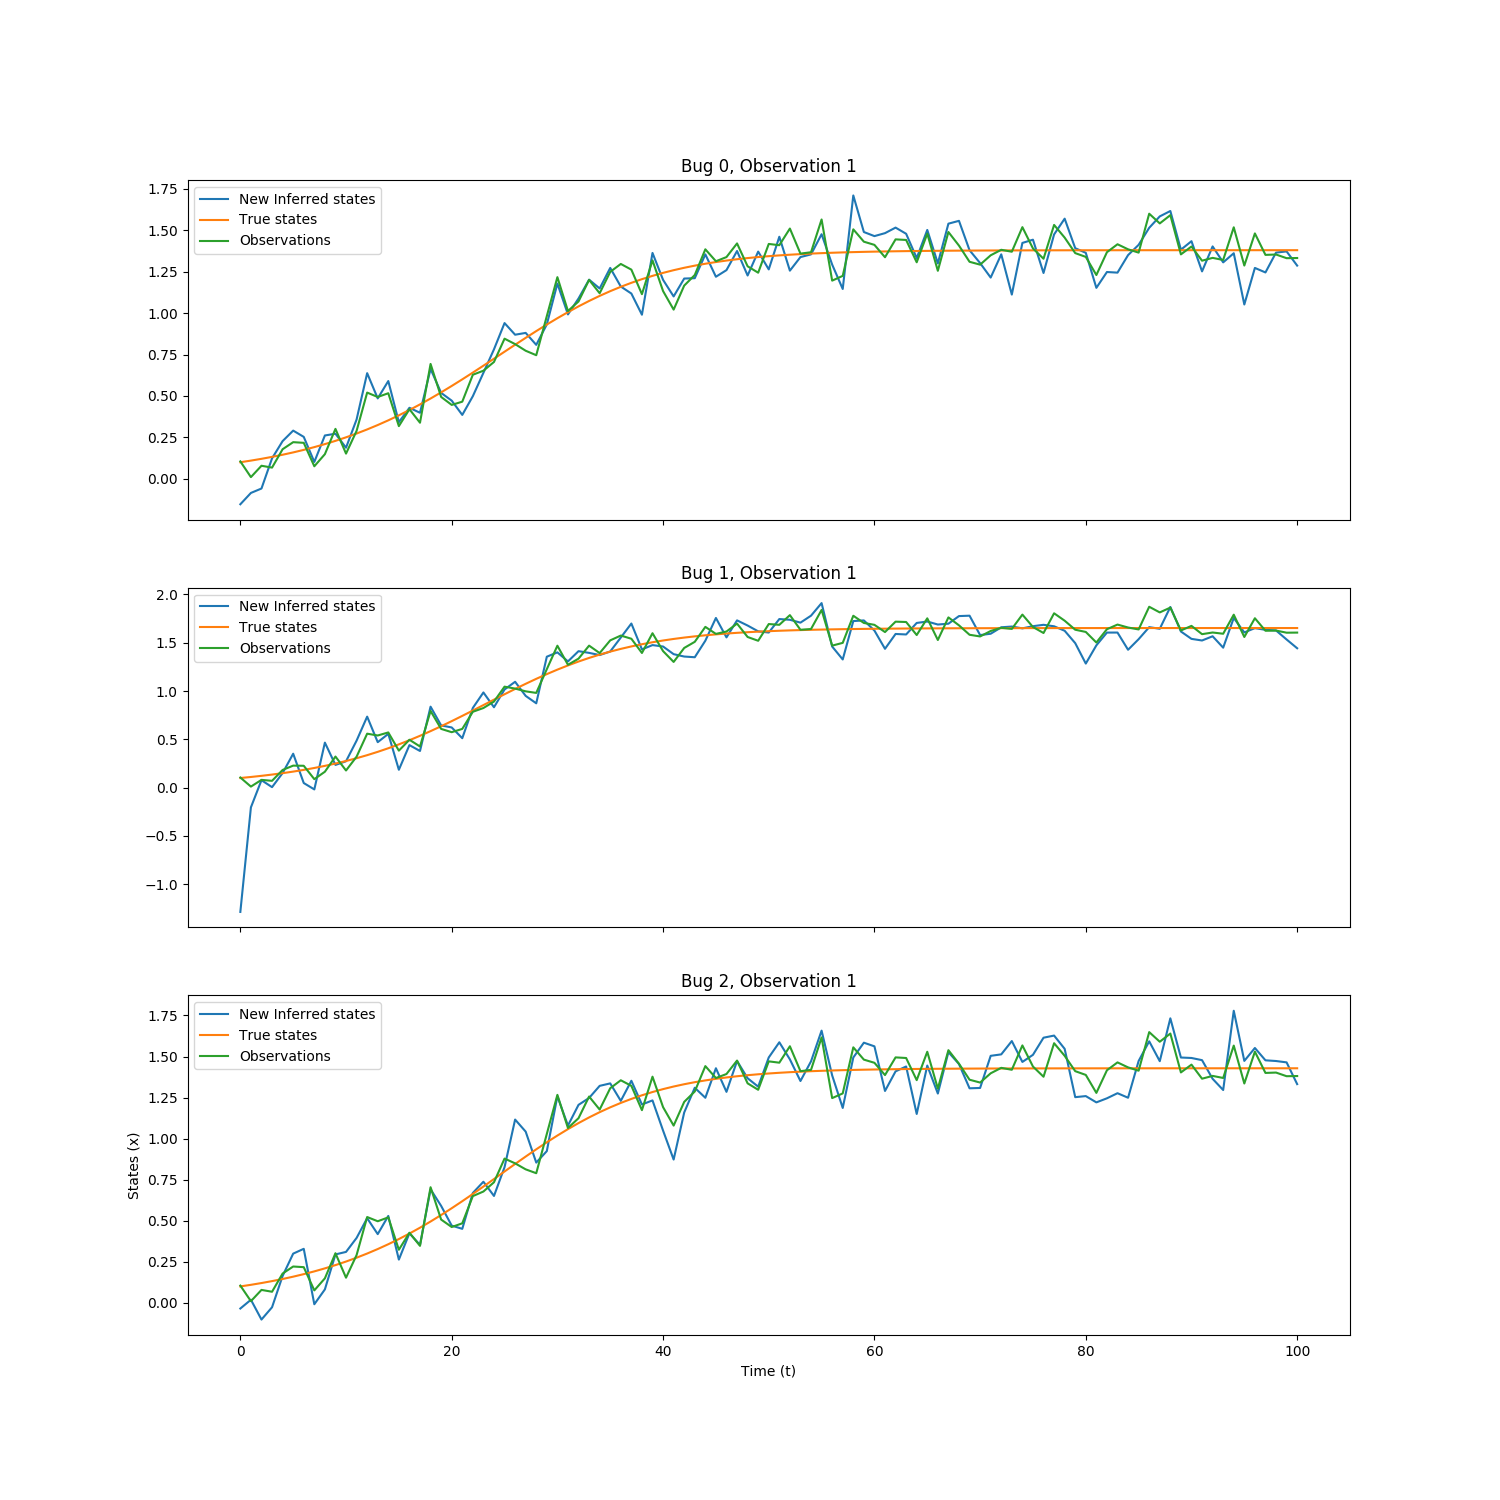 Bug 0, Observation 1
1.75
1.50
1.25
1.00
0.75
0.50
0.25
0.00
New Inferred states
True states
Observations
Bug 1, Observation 1
2.0
1.5
1.0
0.5
0.0
−0.5
−1.0
New Inferred states
True states
Observations
Bug 2, Observation 1
States (x)
1.75
1.50
1.25
1.00
0.75
0.50
0.25
0.00
New Inferred states
True states
Observations
0 20 40 60 80 100
Time (t)